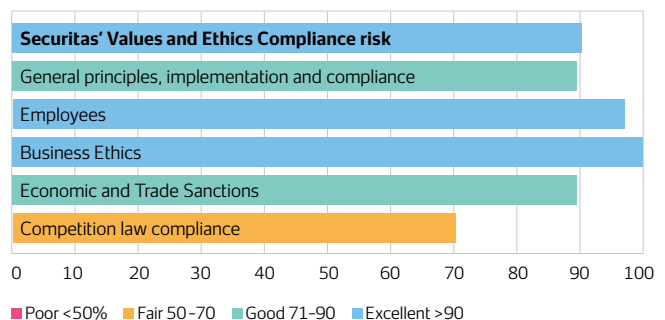 Securitas’ Values and Ethics Compliance risk
General principles, implementation and compliance
Employees
Business Ethics
Economic and Trade Sanctions
Competition law compliance
0 10 20 30 40 50 60 70 80 90 100
Poor <50% Fair 50–70 Good 71–90 Excellent >90